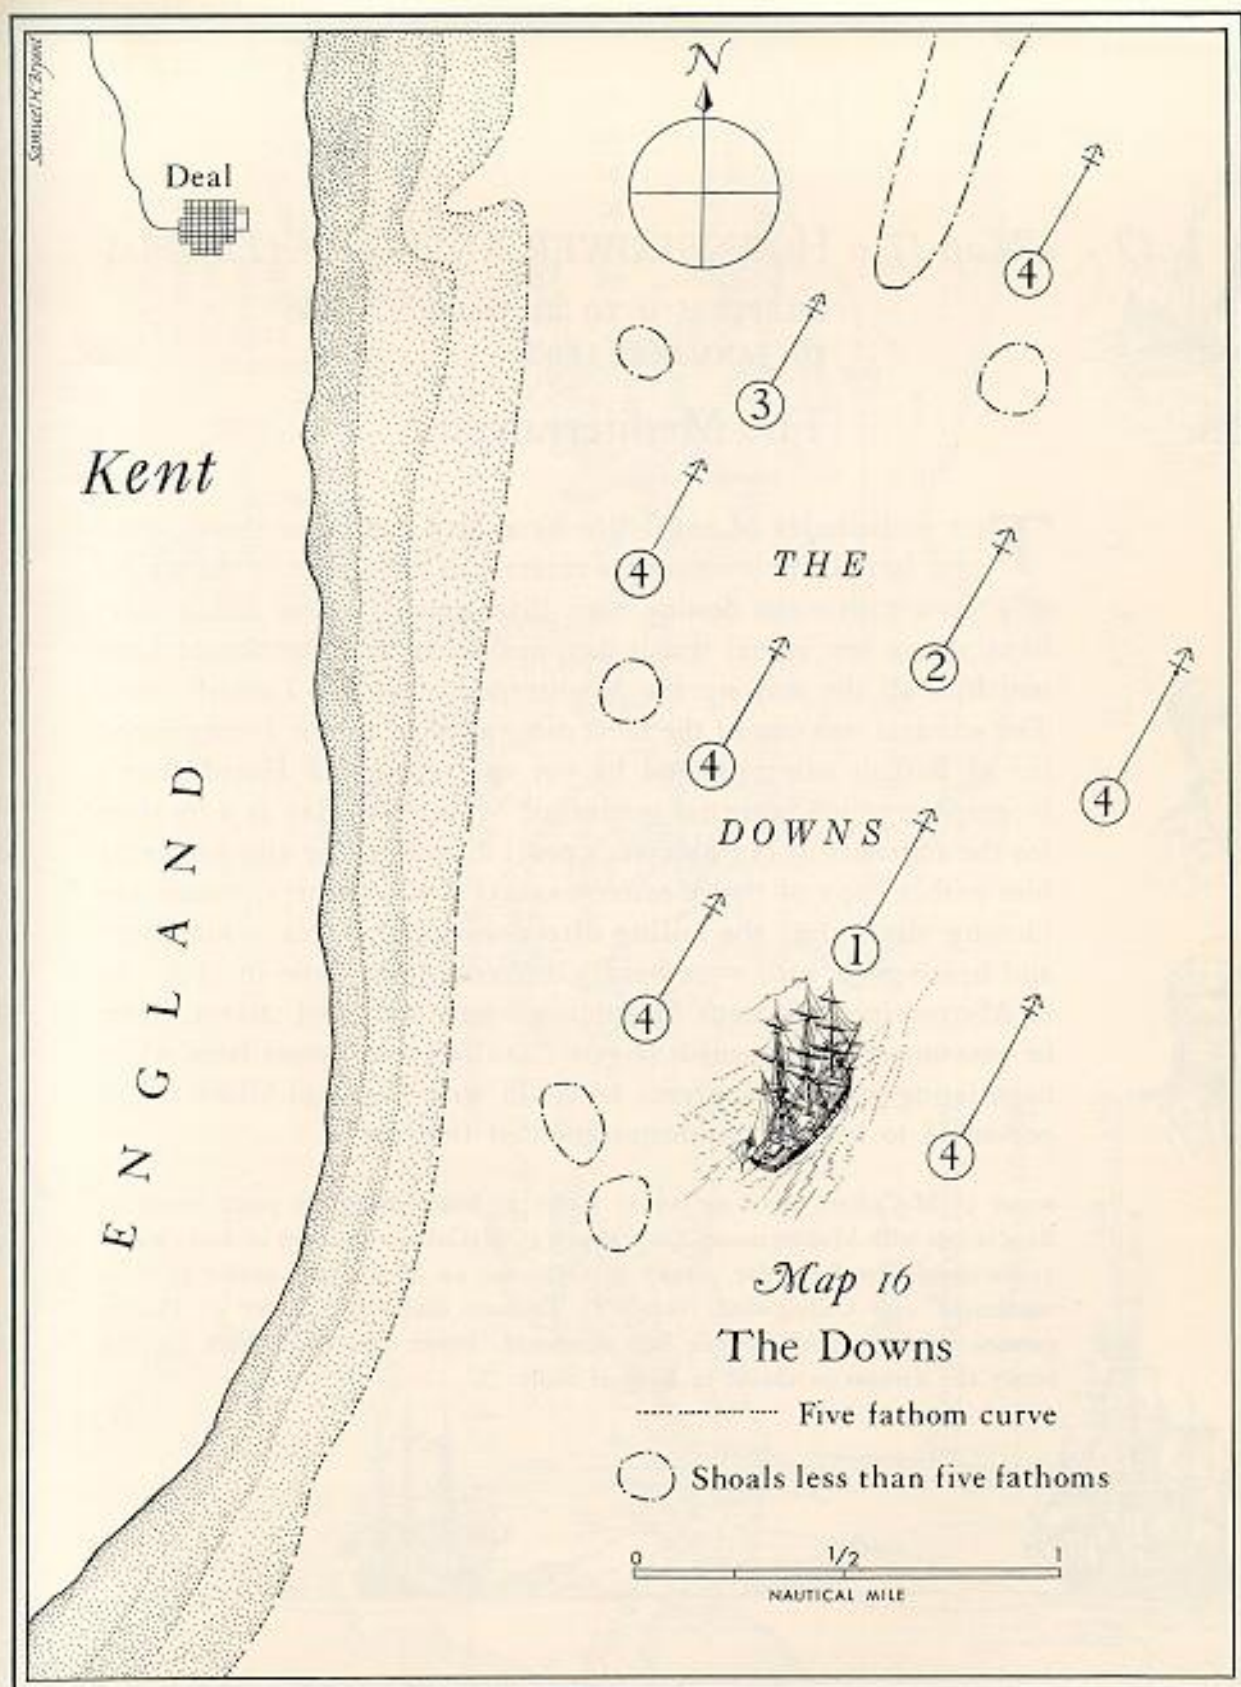 Samuel H. Bryant
N
Deal
4
3
Kent
4
THE
2
4
4
DOWNS
1
4
4
ENGLAND
Map 16
The Downs
Five fathom curve
Shoals less than five fathoms
0 1/2 1
NAUTICAL MILE